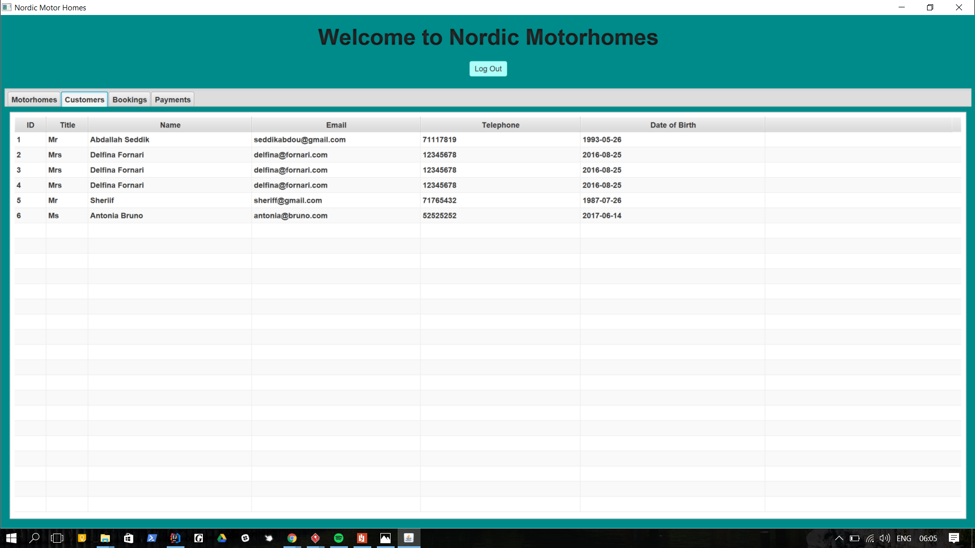 Nordic Motor Homes
Welcome to Nordic Motorhomes
Log Out
Motorhomes Customers Bookings Payments
ID Title Name Email Telephone Date of Birth
1 Mr Abdallah Seddik seddikabdou@gmail.com 71117819 1993-05-26
2 Mrs Delfina Fornari delfina@fornari.com 12345678 2016-08-25
3 Mrs Delfina Fornari delfina@fornari.com 12345678 2016-08-25
4 Mrs Delfina Fornari delfina@fornari.com 12345678 2016-08-25
5 Mr Sheriif sheriff@gmail.com 71765432 1987-07-26
6 Ms Antonia Bruno antonia@bruno.com 52525252 2017-06-14
ENG 06:05